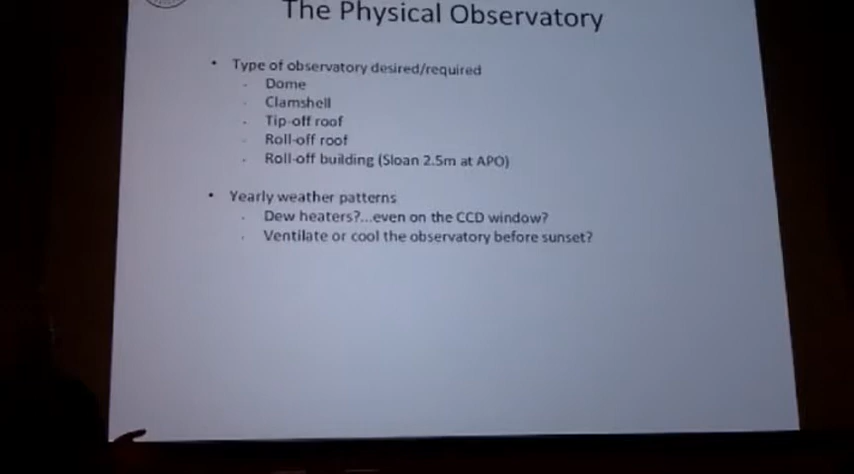 The Physical Observatory
• Type of observatory desired/required
- Dome
- Clamshell
- Tip-off roof
- Roll-off roof
- Roll-off building (Sloan 2.5m at APO)
• Yearly weather patterns
- Dew heaters?...even on the CCD window?
- Ventilate or cool the observatory before sunset?